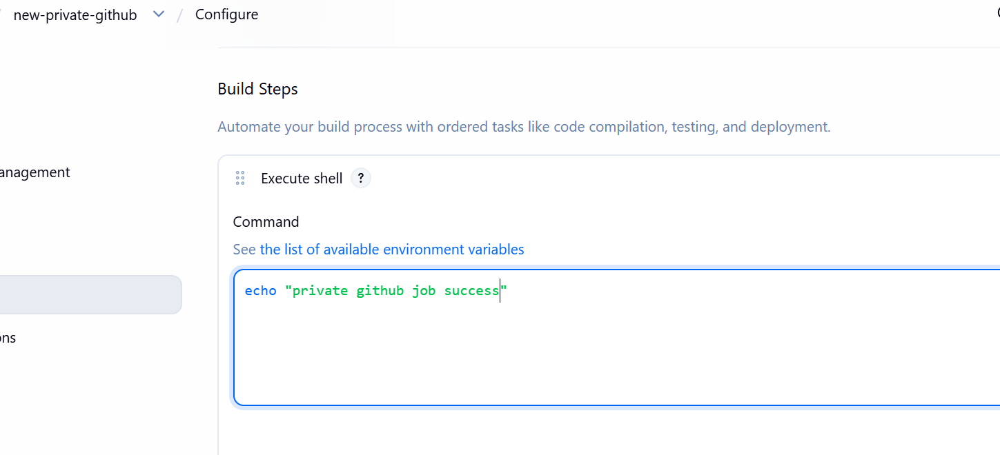 / new-private-github / Configure
Build Steps
Automate your build process with ordered tasks like code compilation, testing, and deployment.
anagement
Execute shell ?
Command
See the list of available environment variables
echo "private github job success"
ons